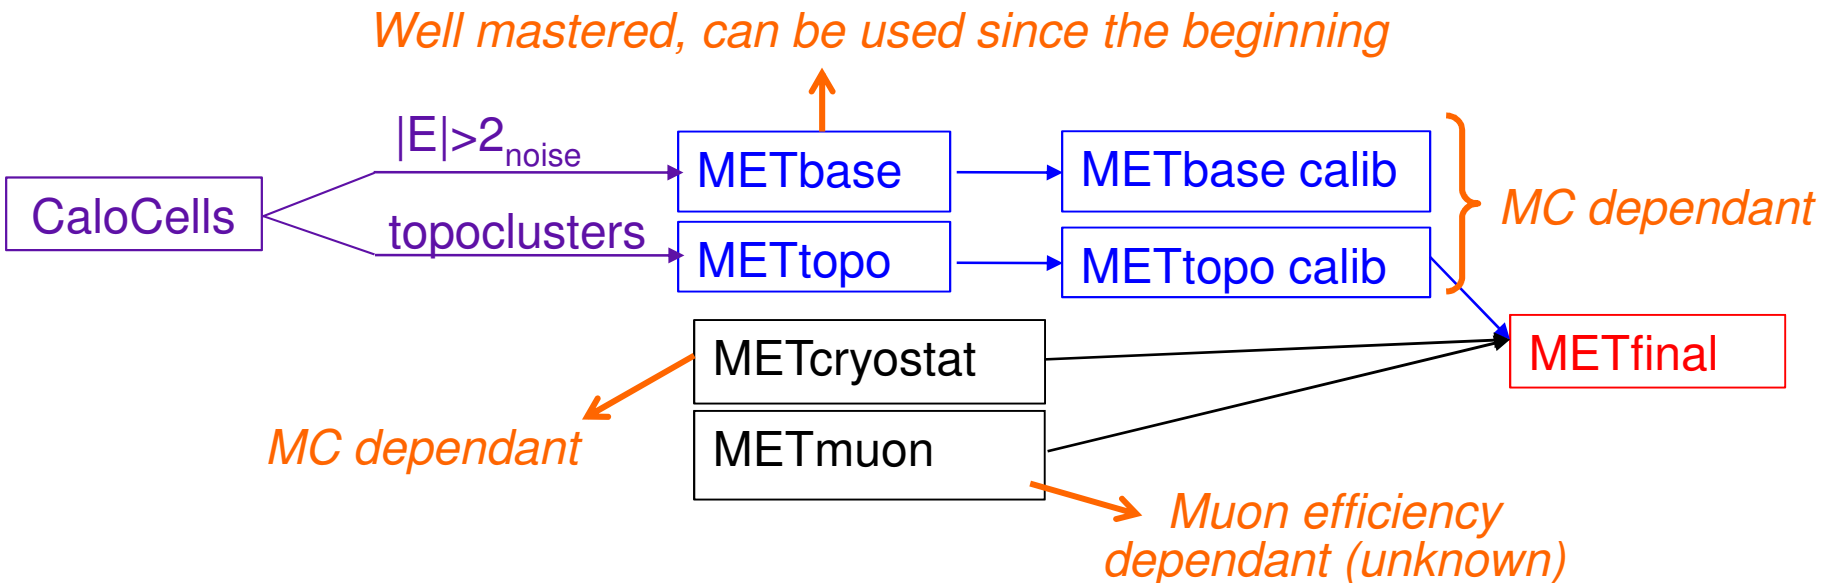 Well mastered, can be used since the beginning
|E|>2noise
METbase
METbase calib
CaloCells
topoclusters
METtopo
METtopo calib
MC dependant
METcryostat
METfinal
MC dependant
METmuon
Muon efficiency
dependant (unknown)